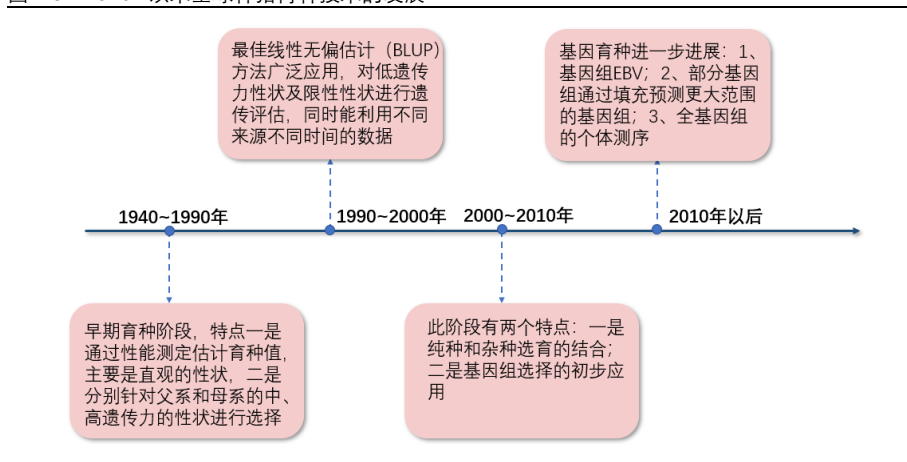 最佳线性无偏估计（BLUP）
方法广泛应用，对低遗传
力性状及限性性状进行遗
传评估，同时能利用不同
来源不同时间的数据
基因育种进一步进展：1、
基因组EBV；2、部分基因
组通过填充预测更大范围
的基因组；3、全基因组
的个体测序
1940~1990年
1990~2000年
2000~2010年
2010年以后
早期育种阶段，特点一是
通过性能测定估计育种值，
主要是直观的性状，二是
分别针对父系和母系的中、
高遗传力的性状进行选择
此阶段有两个特点：一是
纯种和杂种选育的结合；
二是基因组选择的初步应
用